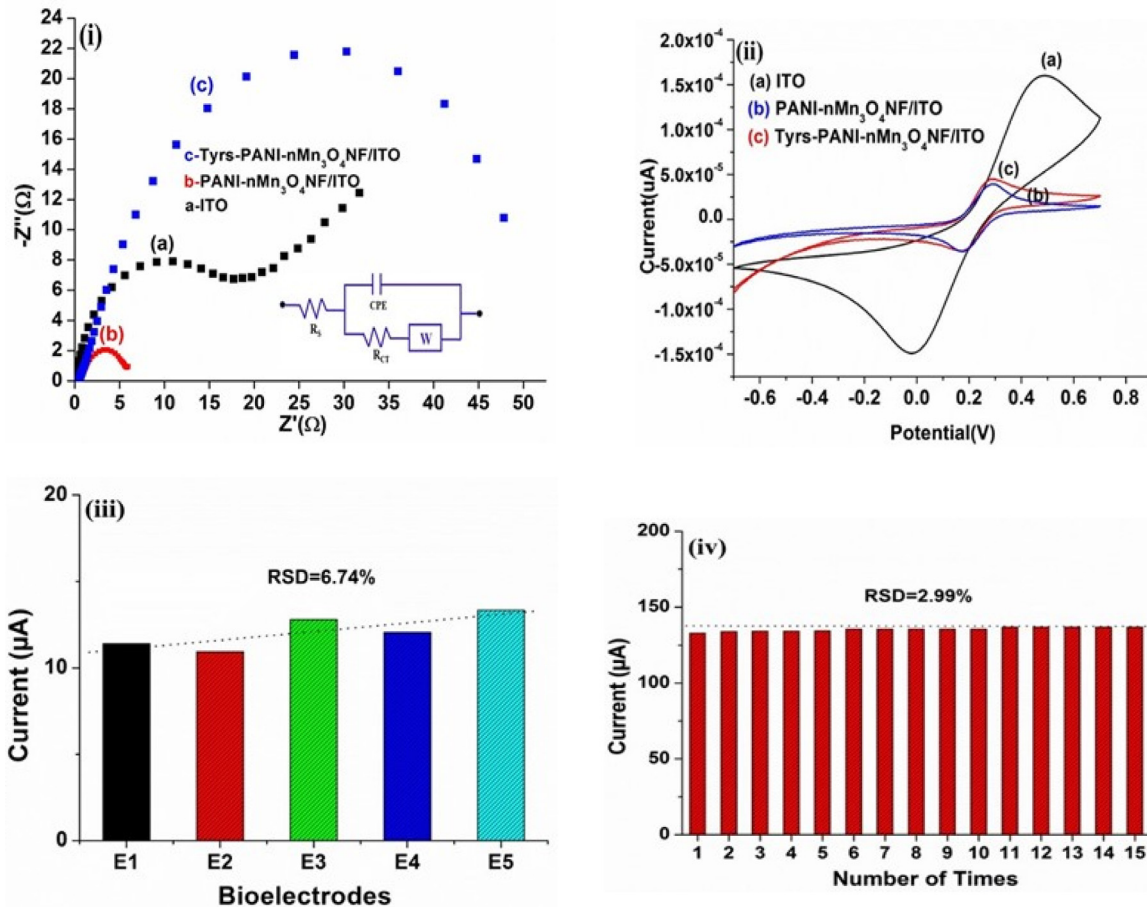 (i)
24
22
20
18
16
14
12
10
8
6
4
2
0
-Z''(Ω)
(c)
c-Tyrs-PANI-nMn₃O₄NF/ITO
b-PANI-nMn₃O₄NF/ITO
a-ITO
(a)
(b)
CPE
R_S
W
R_CT
0 5 10 15 20 25 30 35 40 45 50
Z'(Ω)
(ii)
2.0x10⁻⁴
1.5x10⁻⁴
1.0x10⁻⁴
5.0x10⁻⁵
0.0
-5.0x10⁻⁵
-1.0x10⁻⁴
-1.5x10⁻⁴
Current(uA)
(a)
(a) ITO
(b) PANI-nMn₃O₄NF/ITO
(c) Tyrs-PANI-nMn₃O₄NF/ITO
(c)
(b)
-0.6 -0.4 -0.2 0.0 0.2 0.4 0.6 0.8
Potential(V)
(iii)
20
15
10
5
0
Current (µA)
RSD=6.74%
E1 E2 E3 E4 E5
Bioelectrodes
(iv)
200
150
100
50
0
Current (µA)
RSD=2.99%
1 2 3 4 5 6 7 8 9 10 11 12 13 14 15
Number of Times